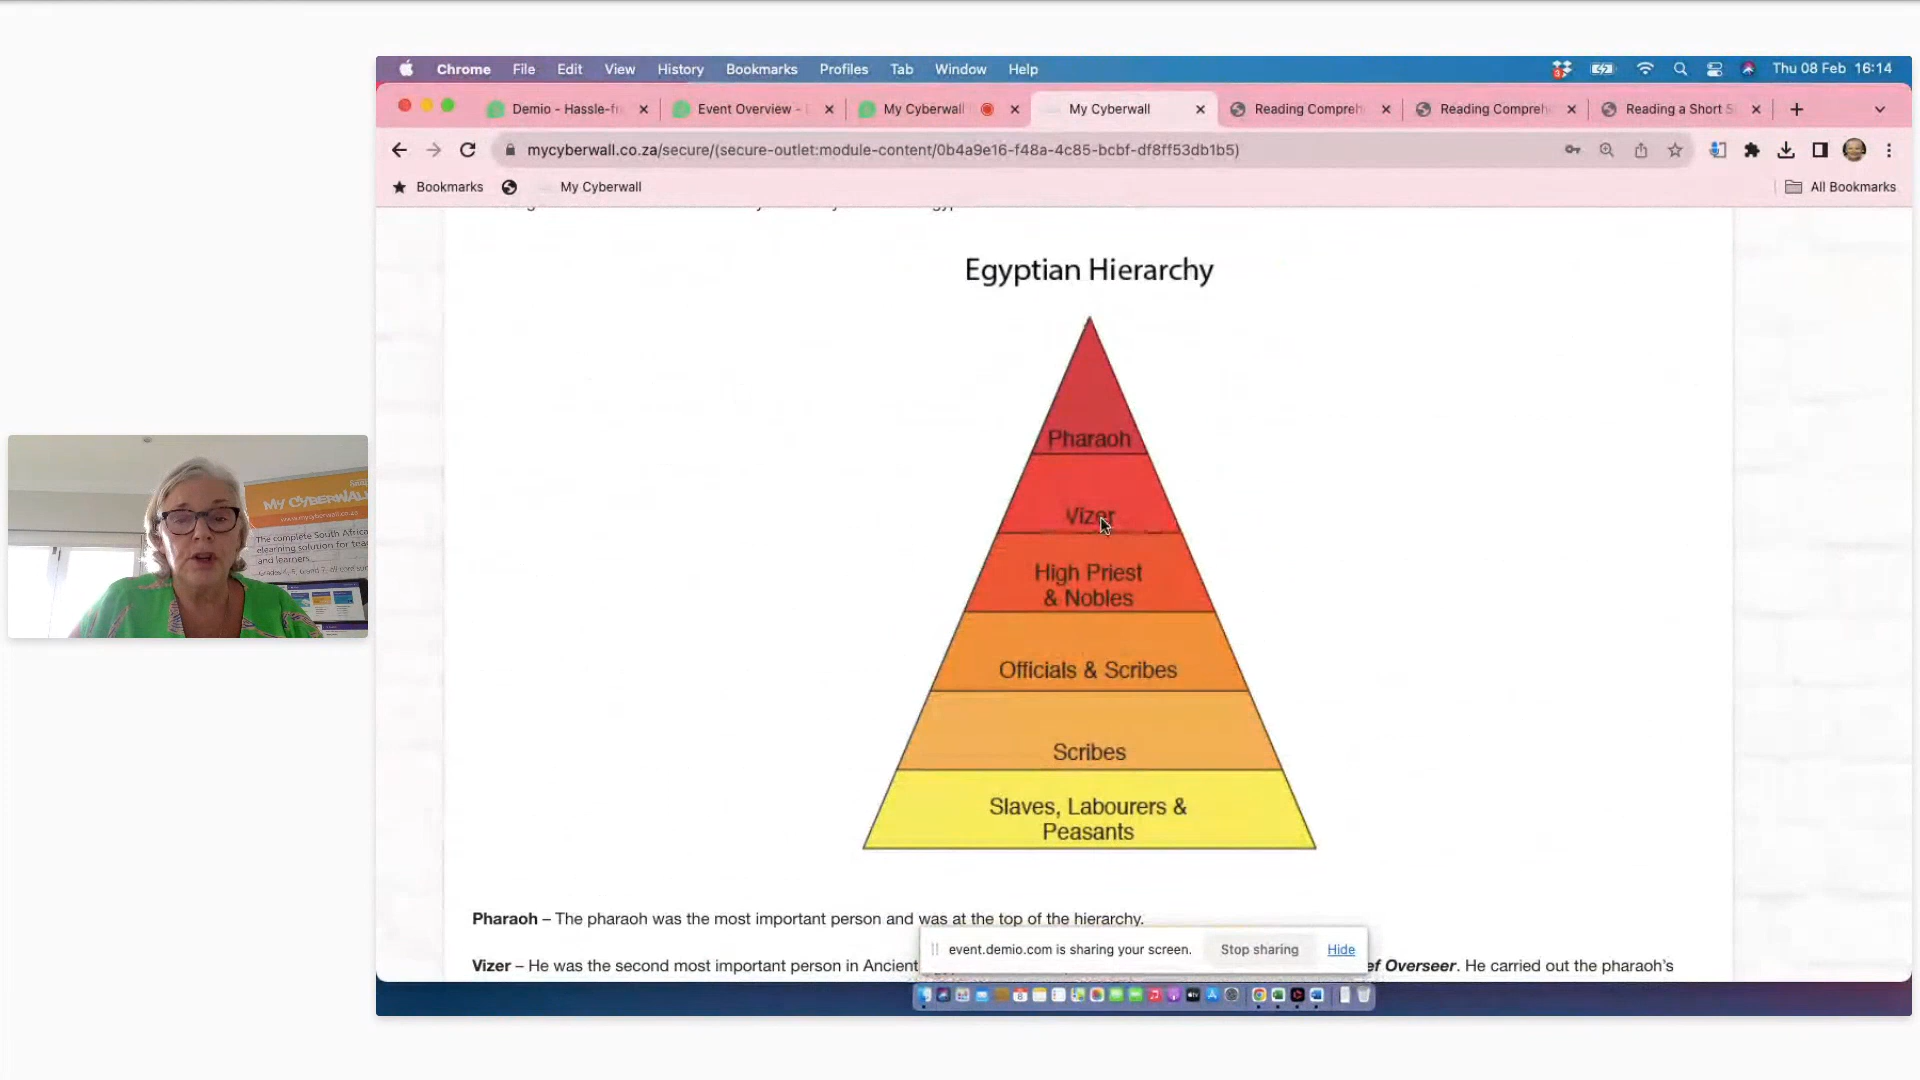 Chrome File Edit View History Bookmarks Profiles Tab Window Help
Thu 08 Feb 16:14
Demio - Hassle-fr
Event Overview -
My Cyberwall
My Cyberwall
Reading Compreh
Reading Compreh
Reading a Short S
mycyberwall.co.za/secure/(secure-outlet:module-content/0b4a9e16-f48a-4c85-bcbf-df8ff53db1b5)
Bookmarks
My Cyberwall
All Bookmarks
Egyptian Hierarchy
Pharaoh
Vizer
High Priest
& Nobles
Officials & Scribes
Scribes
Slaves, Labourers &
Peasants
MY CYBERWALL
www.mycyberwall.co.za
The complete South Africa
elearning solution for tea
and learners
Pharaoh – The pharaoh was the most important person and was at the top of the hierarchy.
event.demio.com is sharing your screen.
Stop sharing
Hide
Vizer – He was the second most important person in Ancient
ef Overseer. He carried out the pharaoh's